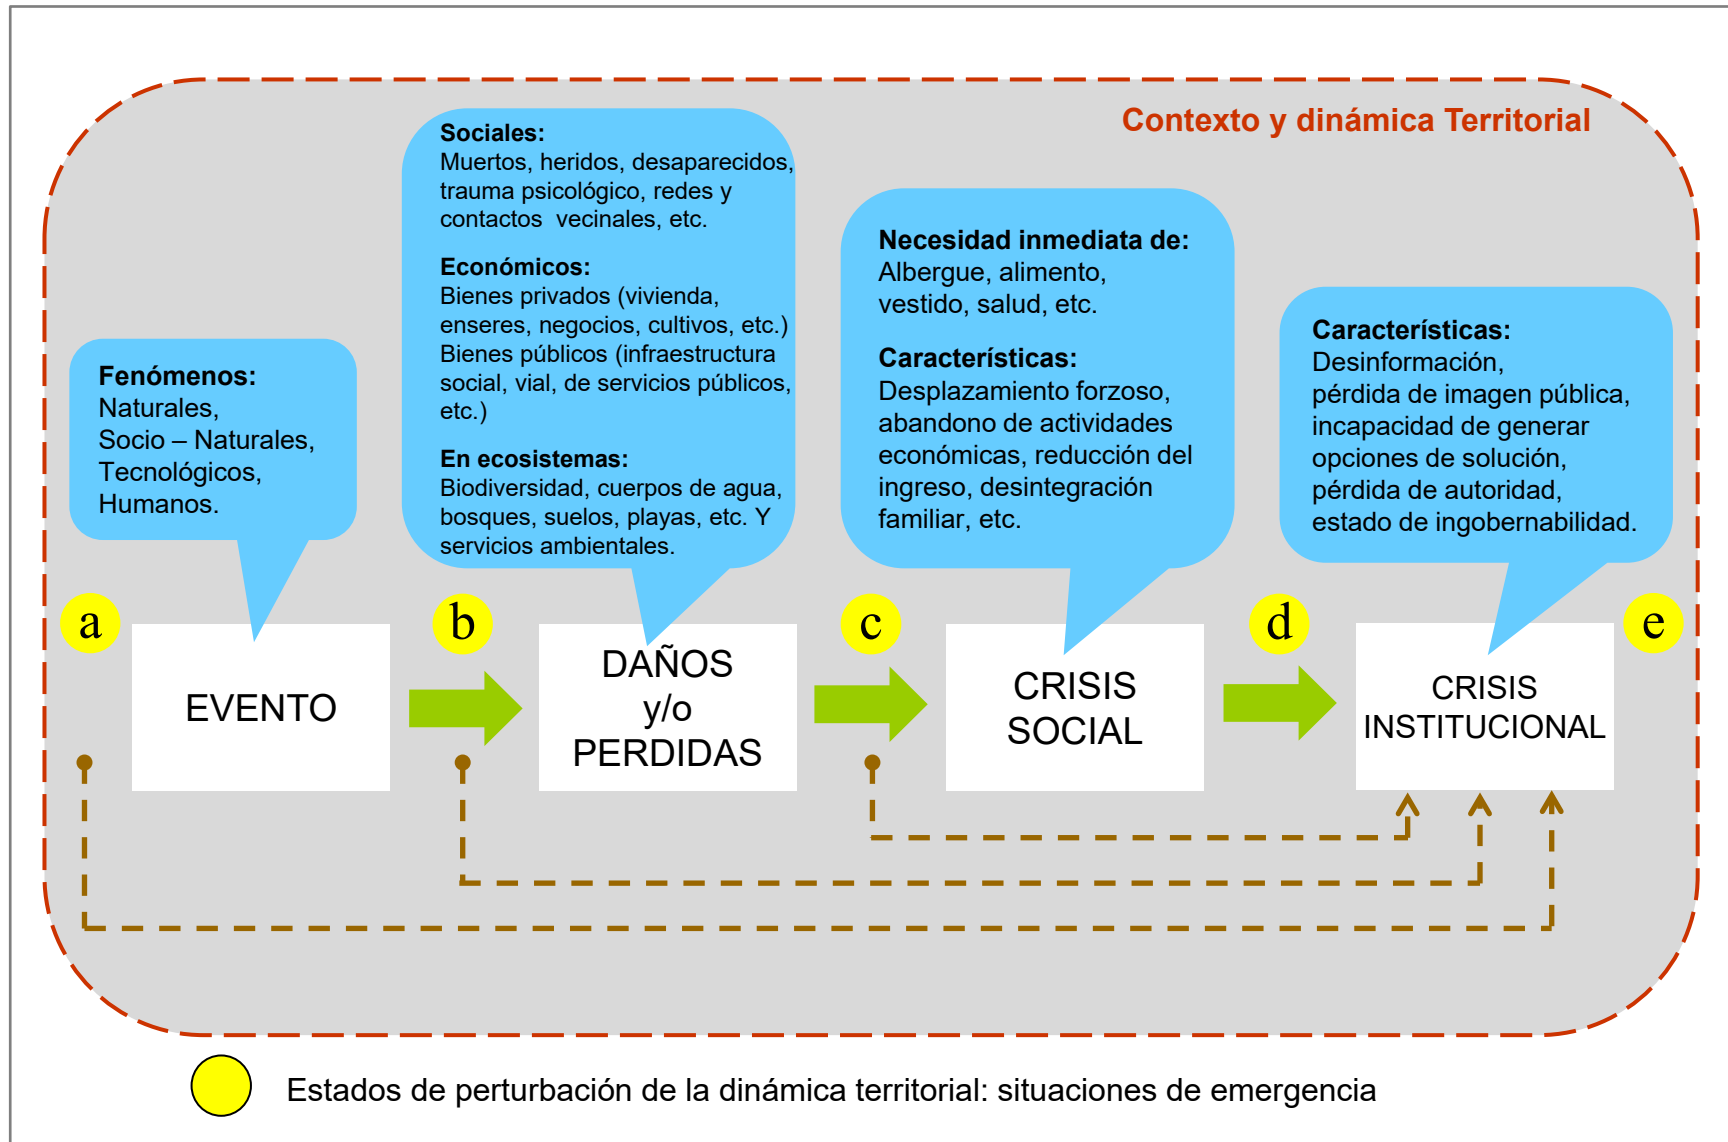 Contexto y dinámica Territorial
Fenómenos:
Naturales,
Socio – Naturales,
Tecnológicos,
Humanos.
Sociales:
Muertos, heridos, desaparecidos,
trauma psicológico, redes y
contactos vecinales, etc.
Económicos:
Bienes privados (vivienda,
enseres, negocios, cultivos, etc.)
Bienes públicos (infraestructura
social, vial, de servicios públicos,
etc.)
En ecosistemas:
Biodiversidad, cuerpos de agua,
bosques, suelos, playas, etc. Y
servicios ambientales.
Necesidad inmediata de:
Albergue, alimento,
vestido, salud, etc.
Características:
Desplazamiento forzoso,
abandono de actividades
económicas, reducción del
ingreso, desintegración
familiar, etc.
Características:
Desinformación,
pérdida de imagen pública,
incapacidad de generar
opciones de solución,
pérdida de autoridad,
estado de ingobernabilidad.
a
b
c
d
e
EVENTO
DAÑOS
y/o
PERDIDAS
CRISIS
SOCIAL
CRISIS
INSTITUCIONAL
Estados de perturbación de la dinámica territorial: situaciones de emergencia